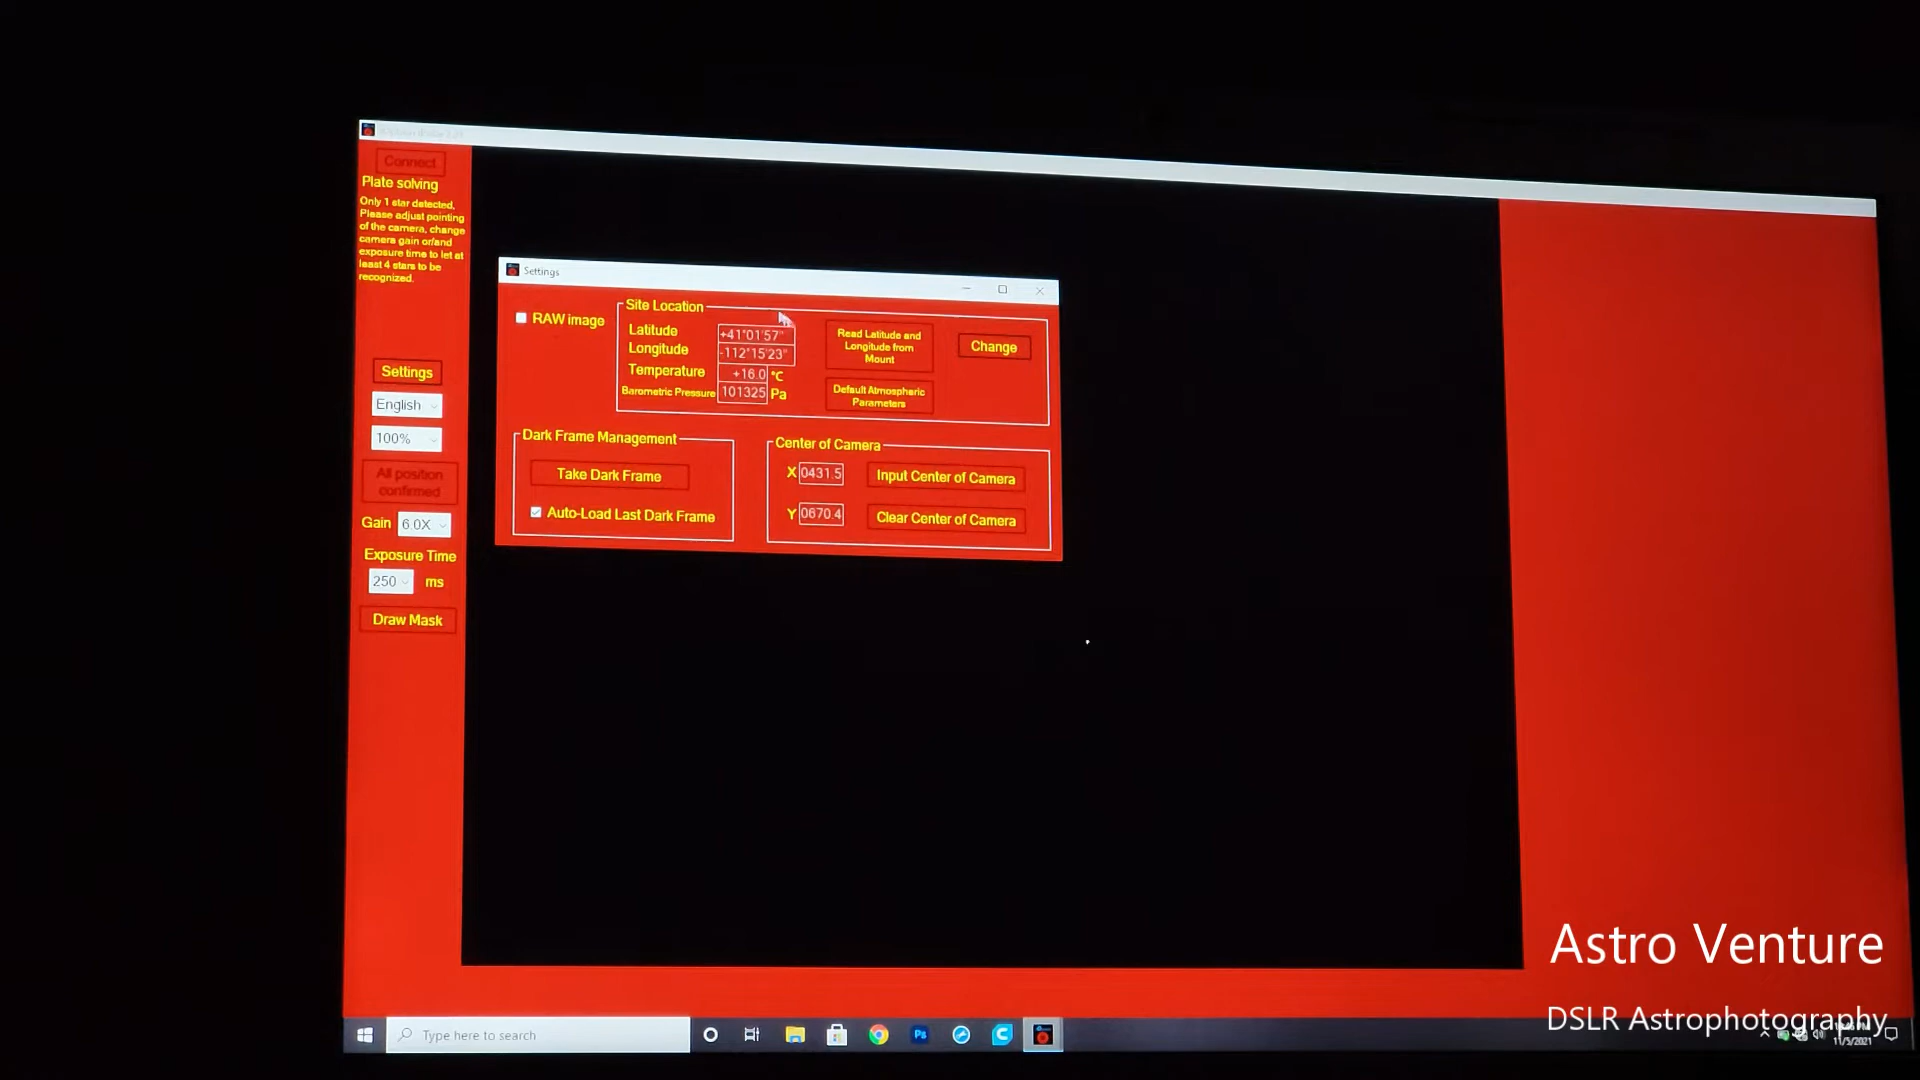 Connect
Plate solving
Only 1 star detected.
Please adjust pointing
of the camera, change
camera gain or/and
exposure time to let at
least 4 stars to be
recognized.
Settings
English
100%
All position
confirmed
Gain 6.0X
Exposure Time
250 ms
Draw Mask
Settings
RAW image
Site Location
Latitude +41°01'57"
Longitude -112°15'23"
Temperature +16.0 °C
Barometric Pressure 101325 Pa
Read Latitude and
Longitude from
Mount
Default Atmospheric
Parameters
Change
Dark Frame Management
Take Dark Frame
Auto-Load Last Dark Frame
Center of Camera
X 0431.5 Input Center of Camera
Y 0670.4 Clear Center of Camera
Astro Venture
DSLR Astrophotography
Type here to search
Ps
11/5/2021